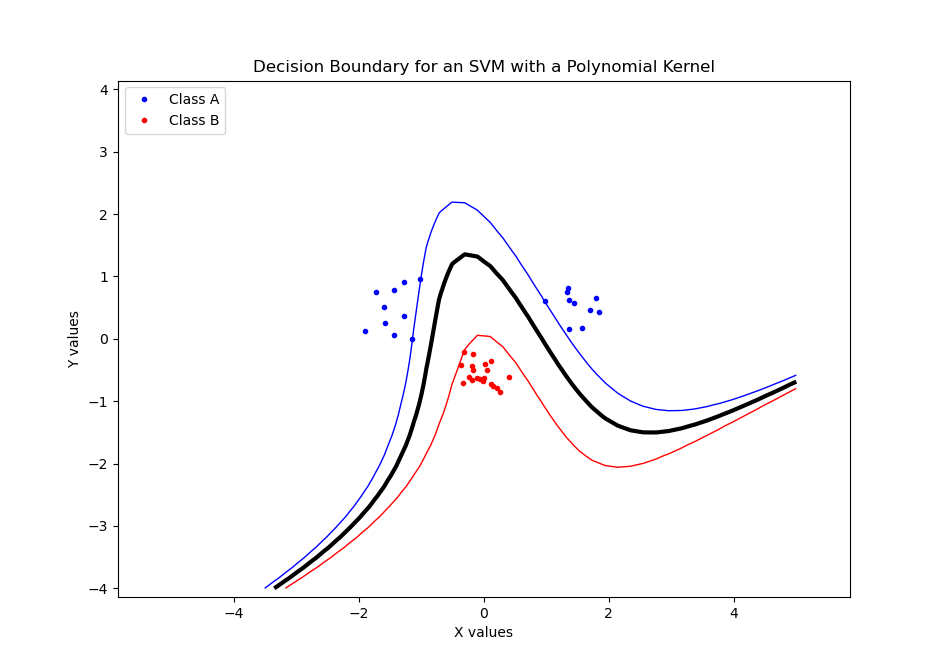 Decision Boundary for an SVM with a Polynomial Kernel
Class A
Class B
4
3
2
1
0
−1
−2
−3
−4
Y values
−4 −2 0 2 4
X values